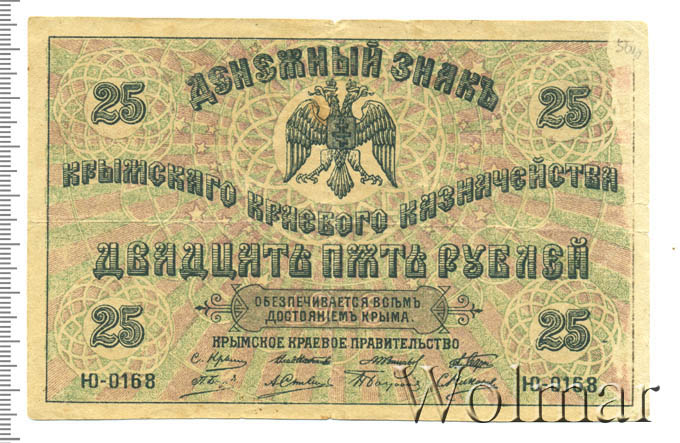 ДЕНЕЖНЫЙ ЗНАКЪ
25 25
КРЫМСКАГО КРАЕВОГО КАЗНАЧЕЙСТВА
ДВАДЦАТЬ ПЯТЬ РУБЛЕЙ
ОБЕЗПЕЧИВАЕТСЯ ВСѢМЪ
ДОСТОЯНІЕМЪ КРЫМА.
25 25
КРЫМСКОЕ КРАЕВОЕ ПРАВИТЕЛЬСТВО
С. Крым
Ю-0168 Ю-0168
Wolmar